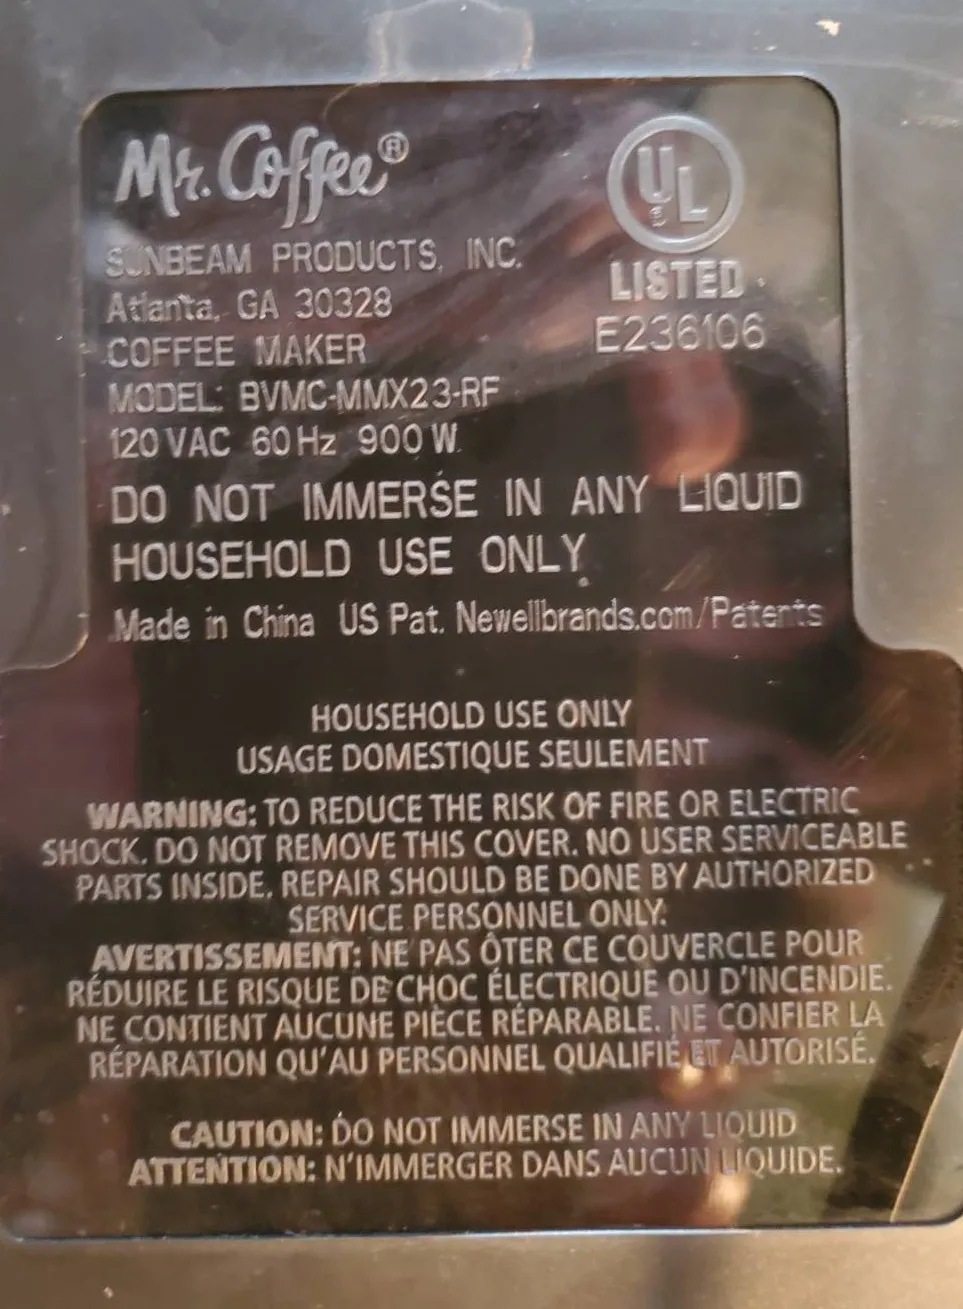 Mr. Coffee®
UL
®
LISTED
E236106
SUNBEAM PRODUCTS, INC.
Atlanta, GA 30328
COFFEE MAKER
MODEL: BVMC-MMX23-RF
120 VAC 60 Hz 900 W
DO NOT IMMERSE IN ANY LIQUID
HOUSEHOLD USE ONLY
Made in China US Pat. Newellbrands.com/Patents
HOUSEHOLD USE ONLY
USAGE DOMESTIQUE SEULEMENT
WARNING: TO REDUCE THE RISK OF FIRE OR ELECTRIC
SHOCK. DO NOT REMOVE THIS COVER. NO USER SERVICEABLE
PARTS INSIDE. REPAIR SHOULD BE DONE BY AUTHORIZED
SERVICE PERSONNEL ONLY.
AVERTISSEMENT: NE PAS ÔTER CE COUVERCLE POUR
RÉDUIRE LE RISQUE DE CHOC ÉLECTRIQUE OU D'INCENDIE.
NE CONTIENT AUCUNE PIÈCE RÉPARABLE. NE CONFIER LA
RÉPARATION QU'AU PERSONNEL QUALIFIÉ ET AUTORISÉ.
CAUTION: DO NOT IMMERSE IN ANY LIQUID
ATTENTION: N'IMMERGER DANS AUCUN LIQUIDE.